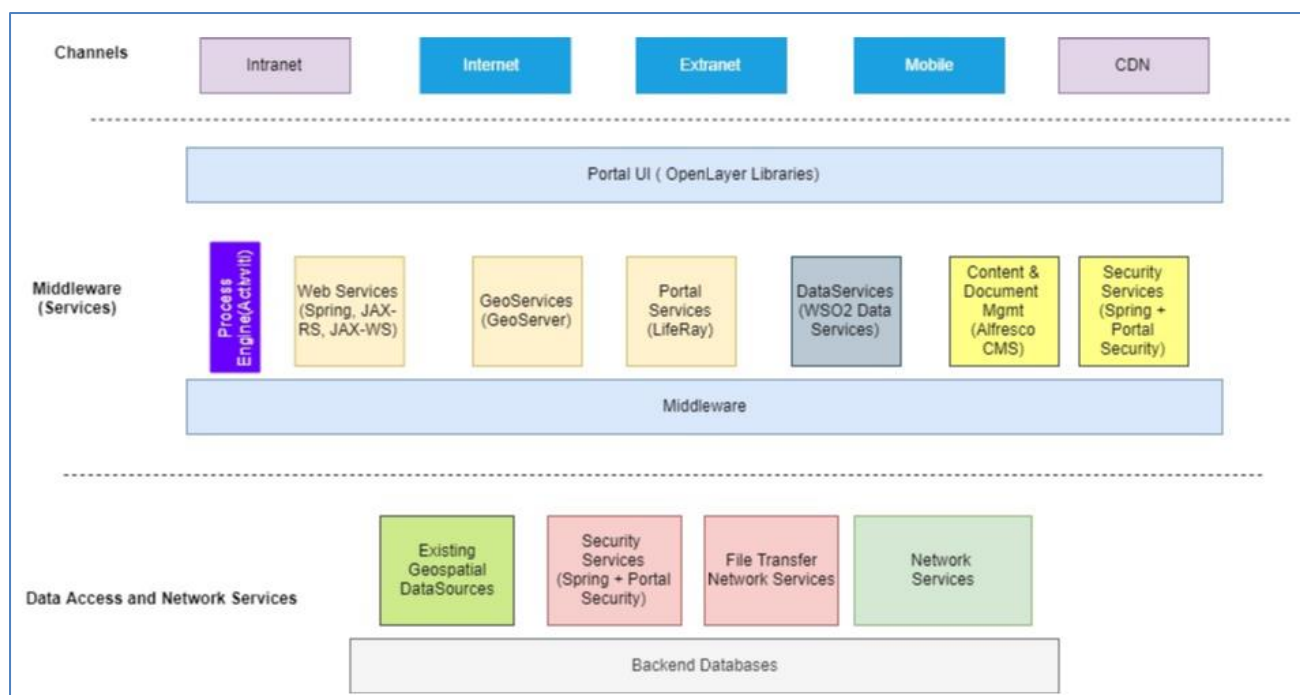 Channels
Intranet
Internet
Extranet
Mobile
CDN
Portal UI ( OpenLayer Libraries)
Middleware
(Services)
Process
Engine(Activviti)
Web Services
(Spring, JAX-
RS, JAX-WS)
GeoServices
(GeoServer)
Portal
Services
(LifeRay)
DataServices
(WSO2 Data
Services)
Content &
Document
Mgmt
(Alfresco
CMS)
Security
Services
(Spring +
Portal
Security)
Middleware
Data Access and Network Services
Existing
Geospatial
DataSources
Security
Services
(Spring + Portal
Security)
File Transfer
Network Services
Network
Services
Backend Databases